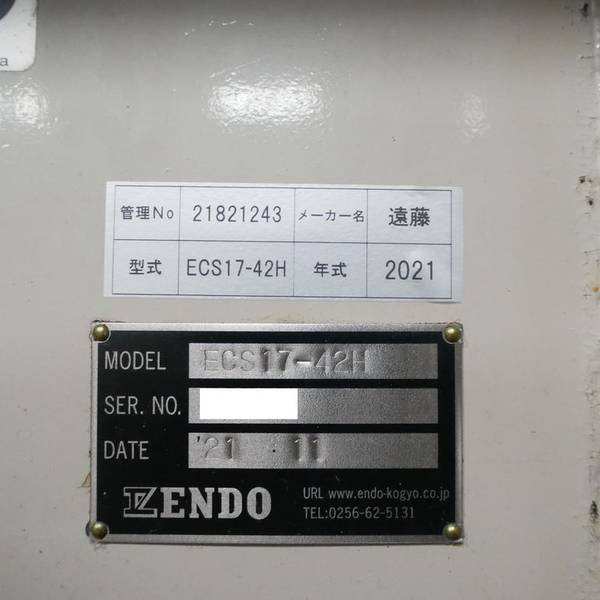 a
管理No 21821243 メーカー名 遠藤
型式 ECS17-42H 年式 2021
MODEL ECS17-42H
SER. NO.
DATE '21 11
ENDO
URL www.endo-kogyo.co.jp
TEL:0256-62-5131